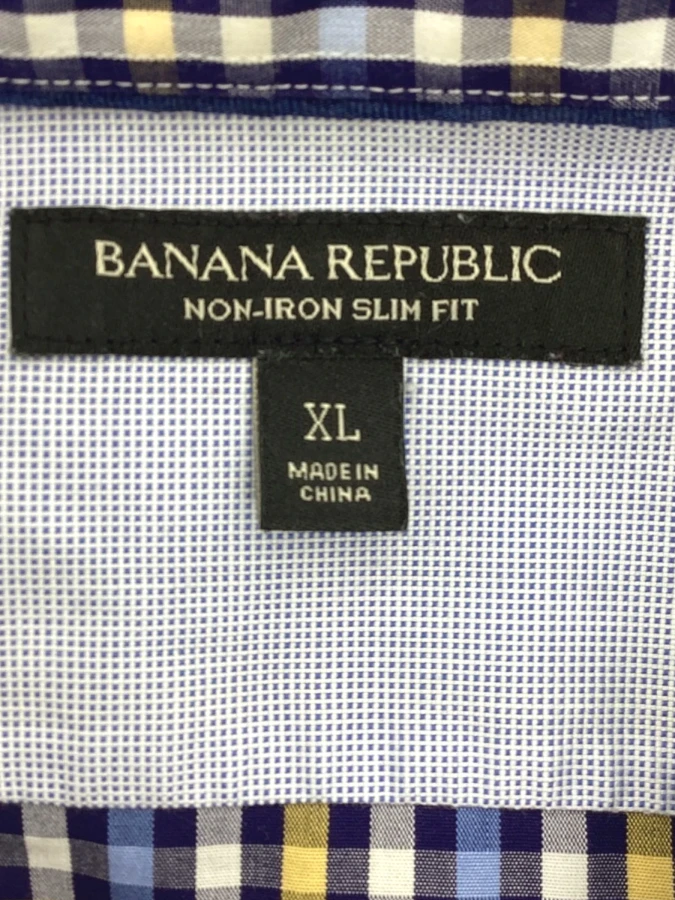 BANANA REPUBLIC
NON-IRON SLIM FIT
XL
MADE IN
CHINA